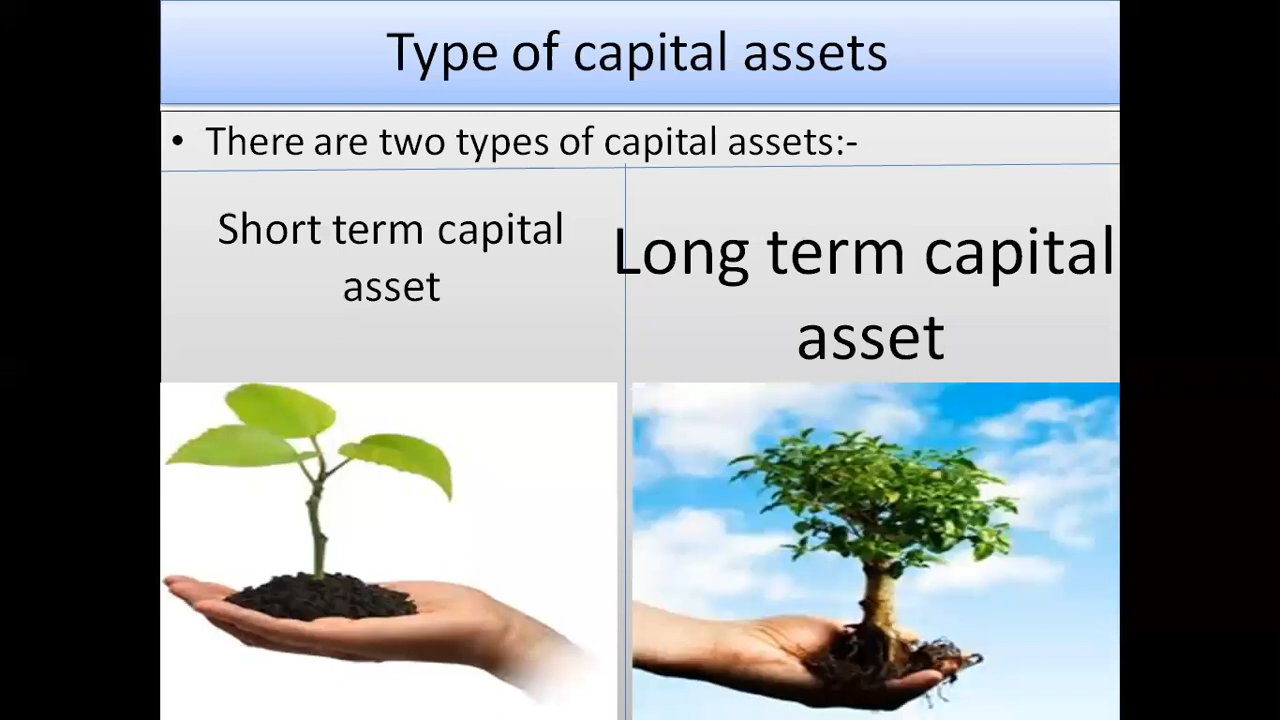 Type of capital assets
• There are two types of capital assets:-
Short term capital
asset
Long term capital
asset